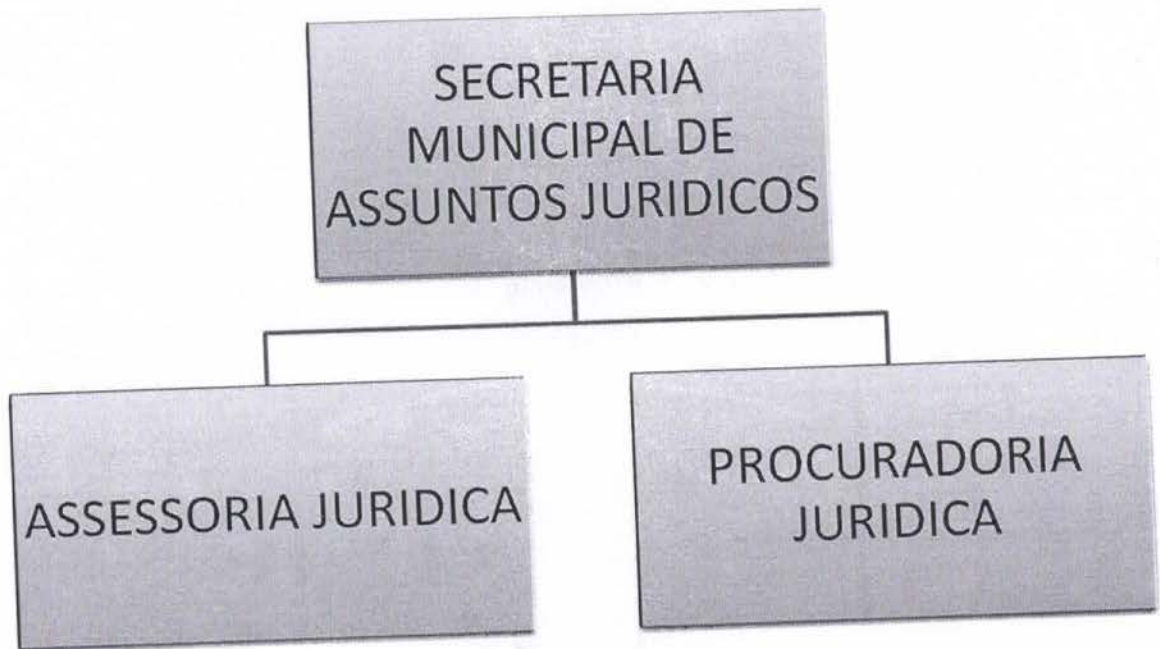 SECRETARIA
MUNICIPAL DE
ASSUNTOS JURIDICOS
ASSESSORIA JURIDICA
PROCURADORIA
JURIDICA